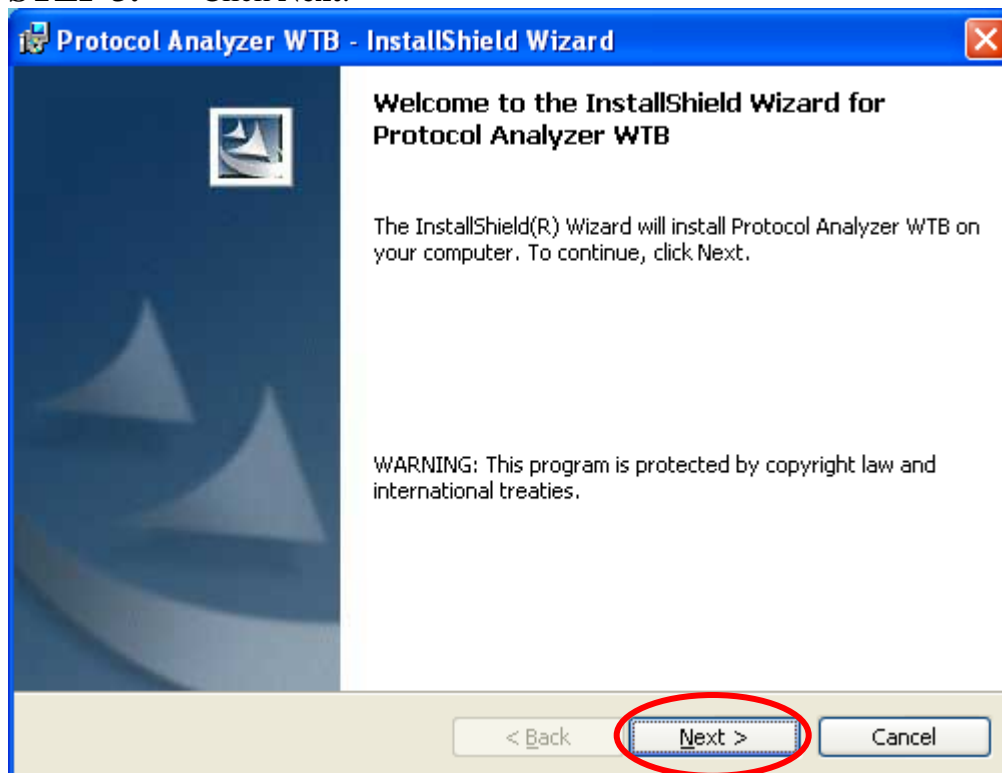 Protocol Analyzer WTB - InstallShield Wizard
Welcome to the InstallShield Wizard for
Protocol Analyzer WTB
The InstallShield(R) Wizard will install Protocol Analyzer WTB on
your computer. To continue, click Next.
WARNING: This program is protected by copyright law and
international treaties.
< Back Next > Cancel